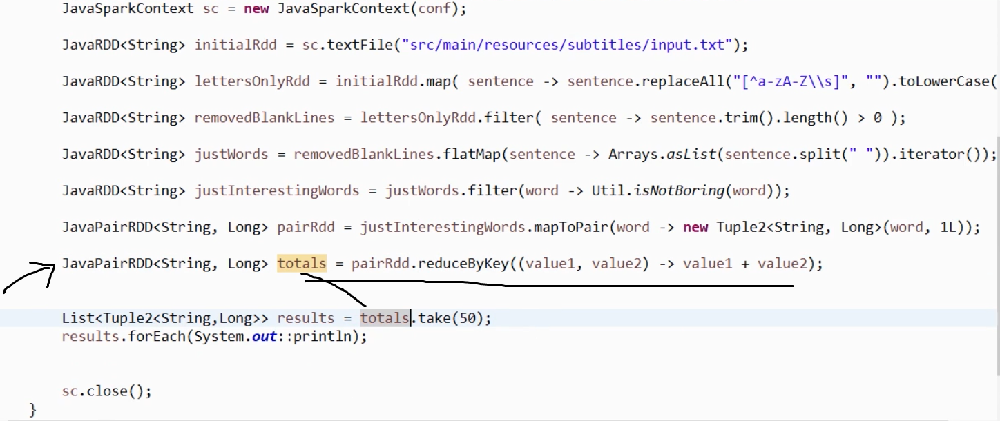 JavaSparkContext sc = new JavaSparkContext(conf);
JavaRDD<String> initialRdd = sc.textFile("src/main/resources/subtitles/input.txt");
JavaRDD<String> lettersOnlyRdd = initialRdd.map( sentence -> sentence.replaceAll("[^a-zA-Z\\s]", "").toLowerCase(
JavaRDD<String> removedBlankLines = lettersOnlyRdd.filter( sentence -> sentence.trim().length() > 0 );
JavaRDD<String> justWords = removedBlankLines.flatMap(sentence -> Arrays.asList(sentence.split(" ")).iterator());
JavaRDD<String> justInterestingWords = justWords.filter(word -> Util.isNotBoring(word));
JavaPairRDD<String, Long> pairRdd = justInterestingWords.mapToPair(word -> new Tuple2<String, Long>(word, 1L));
JavaPairRDD<String, Long> totals = pairRdd.reduceByKey((value1, value2) -> value1 + value2);
List<Tuple2<String,Long>> results = totals.take(50);
results.forEach(System.out::println);
sc.close();
}